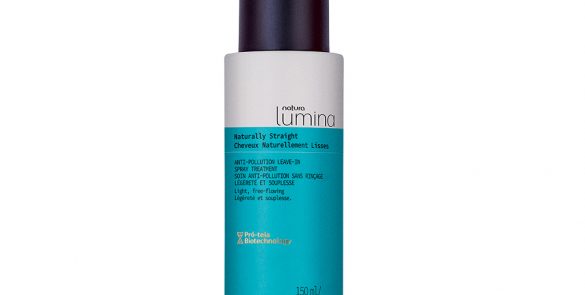 natura
lumina
Naturally Straight
Cheveux Naturellement Lisses
ANTI-POLLUTION LEAVE-IN
SPRAY TREATMENT
SOIN ANTI-POLLUTION SANS RINÇAGE
LÉGÈRETÉ ET SOUPLESSE
Light, free-flowing
Légèreté et souplesse.
Pró-teia
Biotechnology
150 ml/